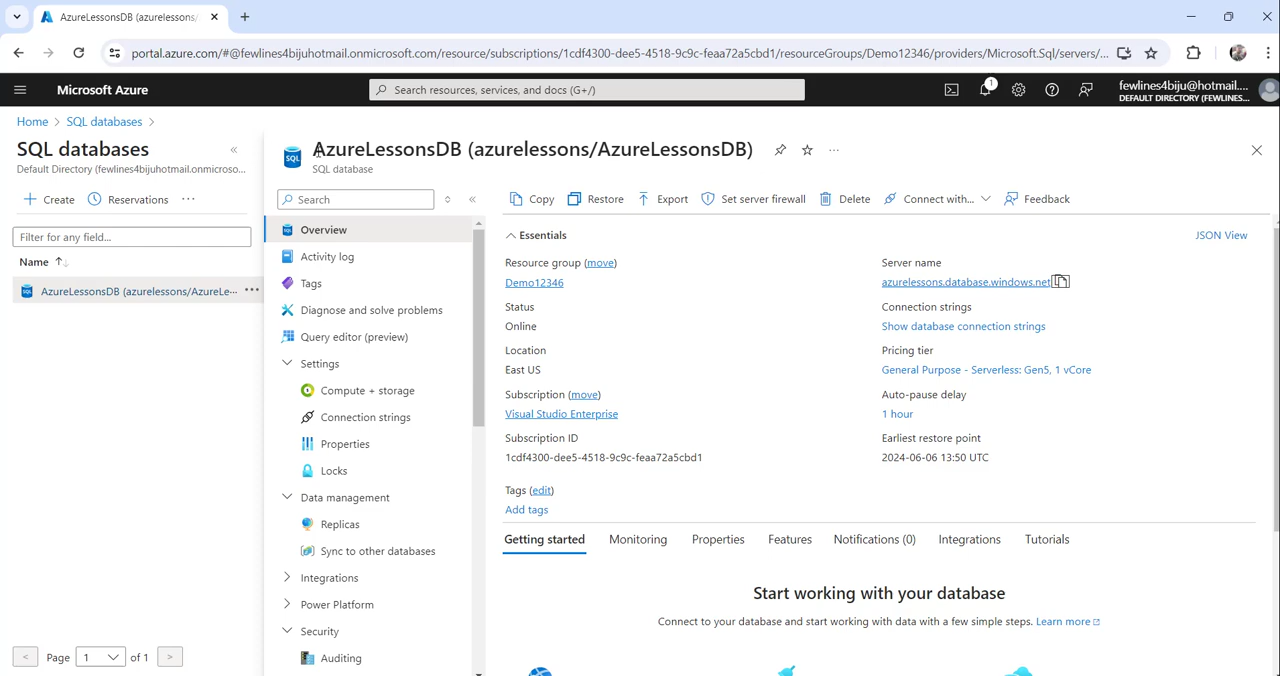 AzureLessonsDB (azurelessons/
portal.azure.com/#@fewlines4bijuhotmail.onmicrosoft.com/resource/subscriptions/1cdf4300-dee5-4518-9c9c-feaa72a5cbd1/resourceGroups/Demo12346/providers/Microsoft.Sql/servers/...
Microsoft Azure
Search resources, services, and docs (G+/)
1
fewlines4biju@hotmail....
DEFAULT DIRECTORY (FEWLINES...
Home > SQL databases >
SQL databases
Default Directory (fewlines4bijuhotmail.onmicroso...
Create
Reservations
Filter for any field...
Name
AzureLessonsDB (azurelessons/AzureLe...
Page 1 of 1
AzureLessonsDB (azurelessons/AzureLessonsDB)
SQL database
Search
Overview
Activity log
Tags
Diagnose and solve problems
Query editor (preview)
Settings
Compute + storage
Connection strings
Properties
Locks
Data management
Replicas
Sync to other databases
Integrations
Power Platform
Security
Auditing
Copy
Restore
Export
Set server firewall
Delete
Connect with...
Feedback
Essentials
JSON View
Resource group (move)
Demo12346
Status
Online
Location
East US
Subscription (move)
Visual Studio Enterprise
Subscription ID
1cdf4300-dee5-4518-9c9c-feaa72a5cbd1
Tags (edit)
Add tags
Server name
azurelessons.database.windows.net
Connection strings
Show database connection strings
Pricing tier
General Purpose - Serverless: Gen5, 1 vCore
Auto-pause delay
1 hour
Earliest restore point
2024-06-06 13:50 UTC
Getting started
Monitoring
Properties
Features
Notifications (0)
Integrations
Tutorials
Start working with your database
Connect to your database and start working with data with a few simple steps. Learn more